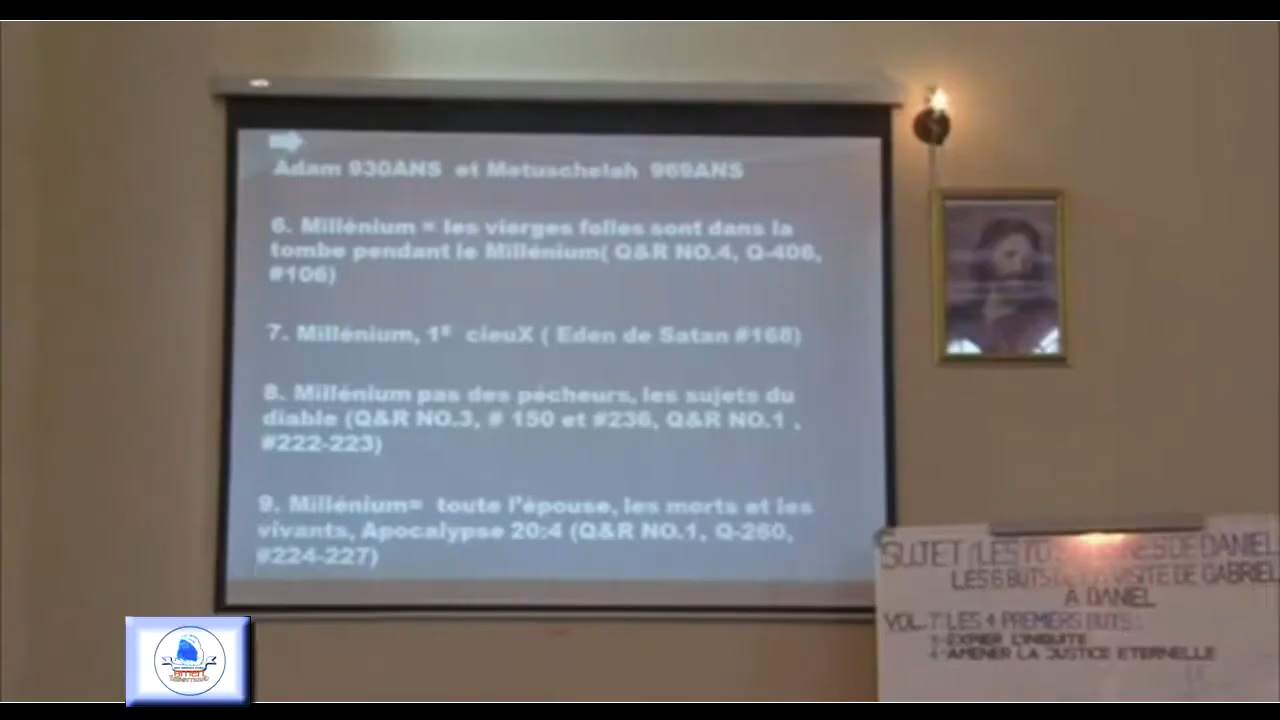 Adam 930ANS et Metuschelah 969ANS
6. Millénium = les vierges folles sont dans la
tombe pendant le Millénium( Q&R NO.4, Q-406,
#106)
7. Millénium, 1ᵉ cieuX ( Eden de Satan #168)
8. Millénium pas des pécheurs, les sujets du
diable (Q&R NO.3, # 150 et #236, Q&R NO.1 ,
#222-223)
9. Millénium= toute l'épouse, les morts et les
vivants, Apocalypse 20:4 (Q&R NO.1, Q-260,
#224-227)
SUJET LES DE DANIEL
LES 6 BUTS VISITE DE GABRIEL
A DANIEL
VOL.7 LES 4 PREMIERS BUTS :
3-EXPIER L'INIQUITE
4-AMENER LA JUSTICE ETERNELLE